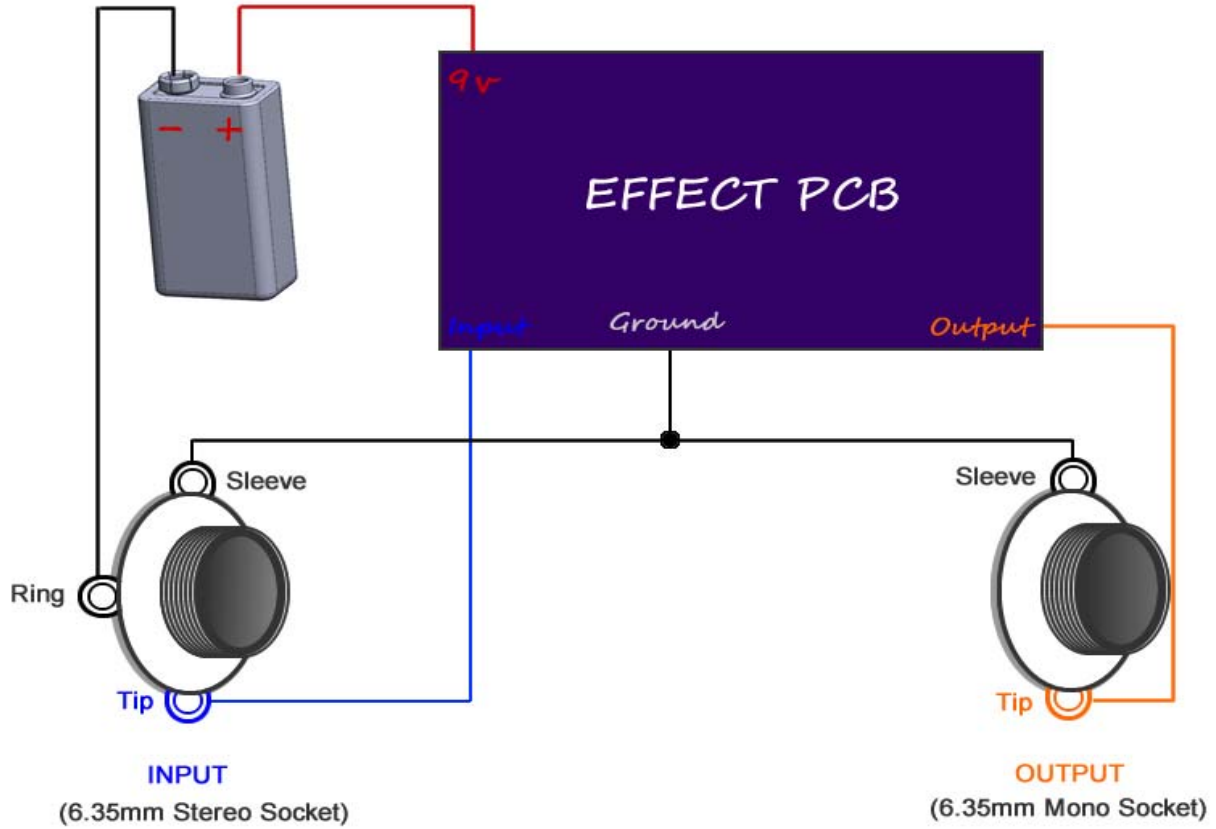 9v
- +
EFFECT PCB
Input
Ground
Output
Sleeve
Sleeve
Ring
Tip
Tip
INPUT
(6.35mm Stereo Socket)
OUTPUT
(6.35mm Mono Socket)